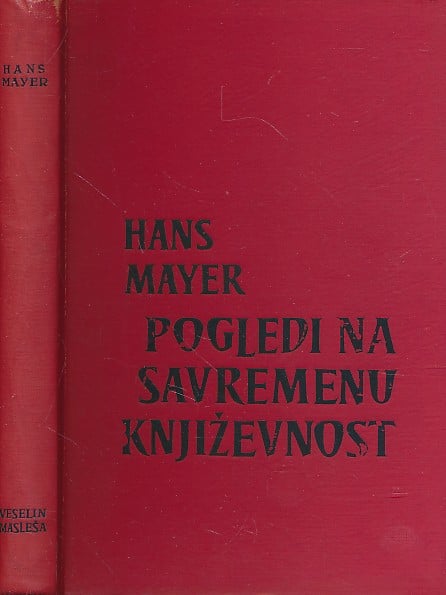 HANS
MAYER
VESELIN
MASLEŠA
HANS
MAYER
POGLEDI NA
SAVREMENU
KNJIŽEVNOST